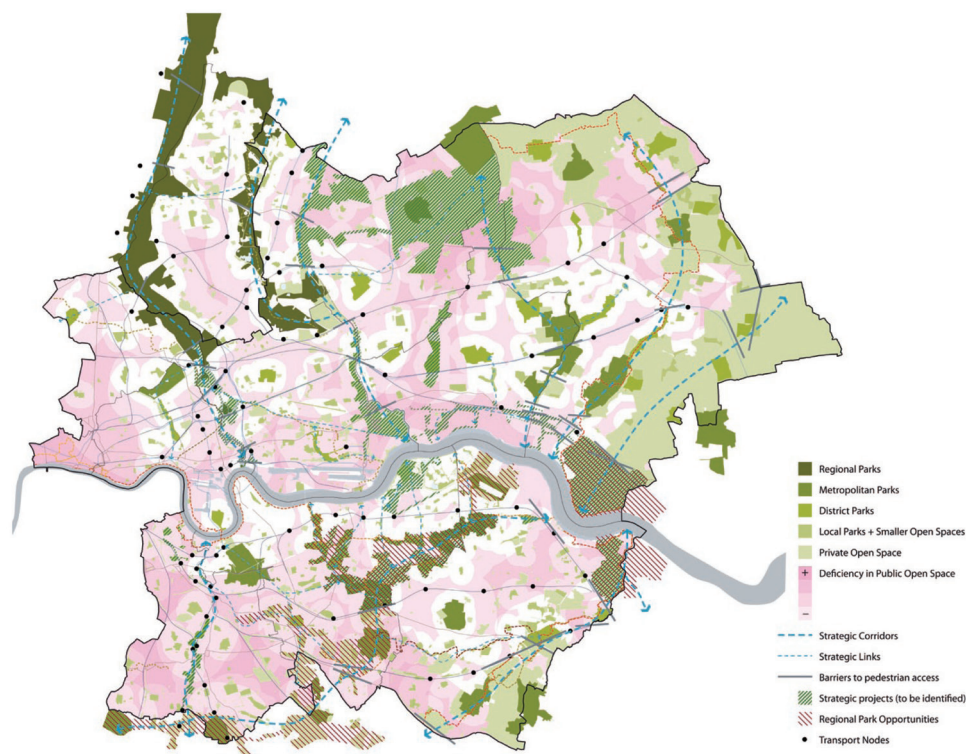 Regional Parks
Metropolitan Parks
District Parks
Local Parks + Smaller Open Spaces
Private Open Space
+ Deficiency in Public Open Space
–
Strategic Corridors
Strategic Links
Barriers to pedestrian access
Strategic projects (to be identified)
Regional Park Opportunities
Transport Nodes